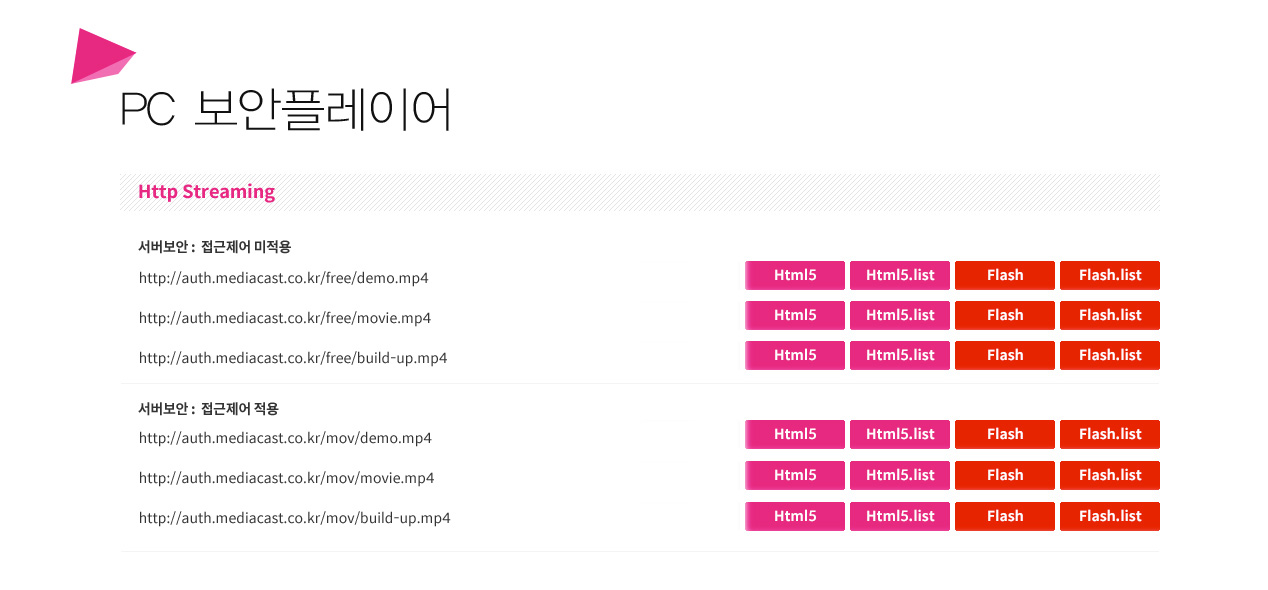 PC 보안플레이어
Http Streaming
서버보안 : 접근제어 미적용
http://auth.mediacast.co.kr/free/demo.mp4 Html5 Html5.list Flash Flash.list
http://auth.mediacast.co.kr/free/movie.mp4 Html5 Html5.list Flash Flash.list
http://auth.mediacast.co.kr/free/build-up.mp4 Html5 Html5.list Flash Flash.list
서버보안 : 접근제어 적용
http://auth.mediacast.co.kr/mov/demo.mp4 Html5 Html5.list Flash Flash.list
http://auth.mediacast.co.kr/mov/movie.mp4 Html5 Html5.list Flash Flash.list
http://auth.mediacast.co.kr/mov/build-up.mp4 Html5 Html5.list Flash Flash.list